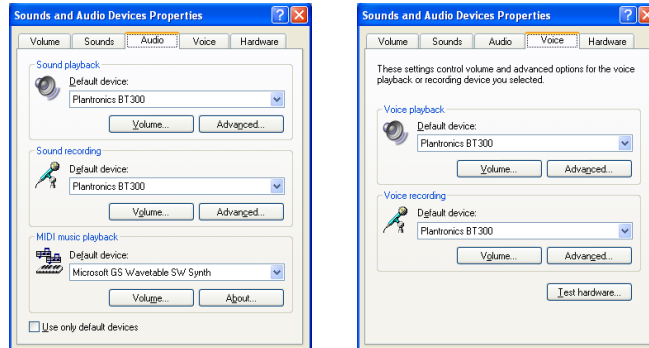 Sounds and Audio Devices Properties
Volume Sounds Audio Voice Hardware
Sound playback
Default device:
Plantronics BT300
Volume... Advanced...
Sound recording
Default device:
Plantronics BT300
Volume... Advanced...
MIDI music playback
Default device:
Microsoft GS Wavetable SW Synth
Volume... About...
Use only default devices
Sounds and Audio Devices Properties
Volume Sounds Audio Voice Hardware
These settings control volume and advanced options for the voice
playback or recording device you selected.
Voice playback
Default device:
Plantronics BT300
Volume... Advanced...
Voice recording
Default device:
Plantronics BT300
Volume... Advanced...
Test hardware...